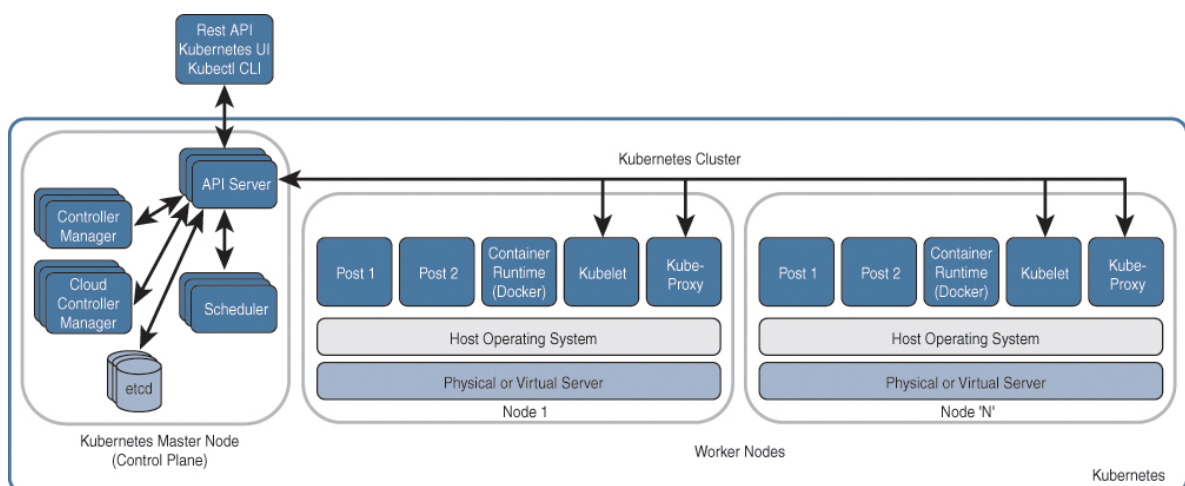 Rest API
Kubernetes UI
Kubectl CLI
Kubernetes Cluster
API Server
Controller
Manager
Cloud
Controller
Manager
Scheduler
etcd
Kubernetes Master Node
(Control Plane)
Post 1
Post 2
Container
Runtime
(Docker)
Kubelet
Kube-
Proxy
Host Operating System
Physical or Virtual Server
Node 1
Post 1
Post 2
Container
Runtime
(Docker)
Kubelet
Kube-
Proxy
Host Operating System
Physical or Virtual Server
Node 'N'
Worker Nodes
Kubernetes